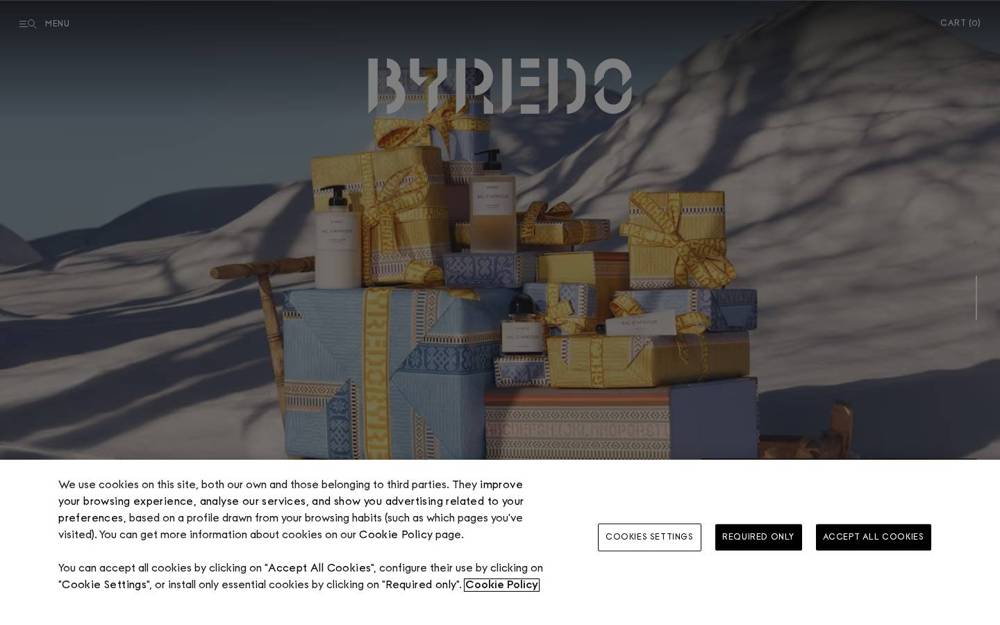 MENU
CART (0)
BYREDO
We use cookies on this site, both our own and those belonging to third parties. They improve
your browsing experience, analyse our services, and show you advertising related to your
preferences, based on a profile drawn from your browsing habits (such as which pages you've
visited). You can get more information about cookies on our Cookie Policy page.
COOKIES SETTINGS
REQUIRED ONLY
ACCEPT ALL COOKIES
You can accept all cookies by clicking on "Accept All Cookies", configure their use by clicking on
"Cookie Settings", or install only essential cookies by clicking on "Required only". Cookie Policy